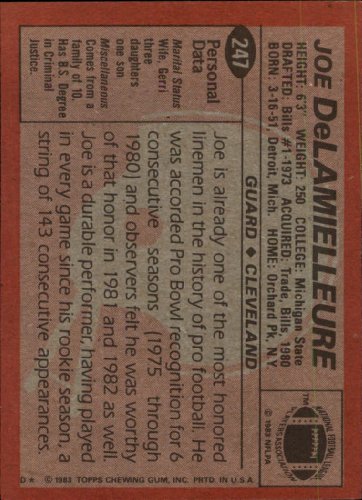 JOE DeLAMIELLEURE
HEIGHT: 6'3" WEIGHT: 250 COLLEGE: Michigan State
DRAFTED: Bills #1-1973 ACQUIRED: Trade, Bills, 1980
BORN: 3-16-51, Detroit, Mich. HOME: Orchard Pk, N.Y.
GUARD ◆ CLEVELAND
247
Personal
Data
Marital Status
Wife, Gerri;
three
daughters
one son
Miscellaneous
Comes from a
family of 10.
Has B.S. Degree
in Criminal
Justice.
Joe is already one of the most honored
linemen in the history of pro football. He
was accorded Pro Bowl recognition for 6
consecutive seasons (1975 through
1980) and observers felt he was worthy
of that honor in 1981 and 1982 as well.
Joe is a durable performer, having played
in every game since his rookie season, a
string of 143 consecutive appearances.
NATIONAL FOOTBALL LEAGUE
PLAYERS ASSOCIATION
TM
© 1983 NFLPA
D* © 1983 TOPPS CHEWING GUM, INC. PRTD. IN U.S.A.